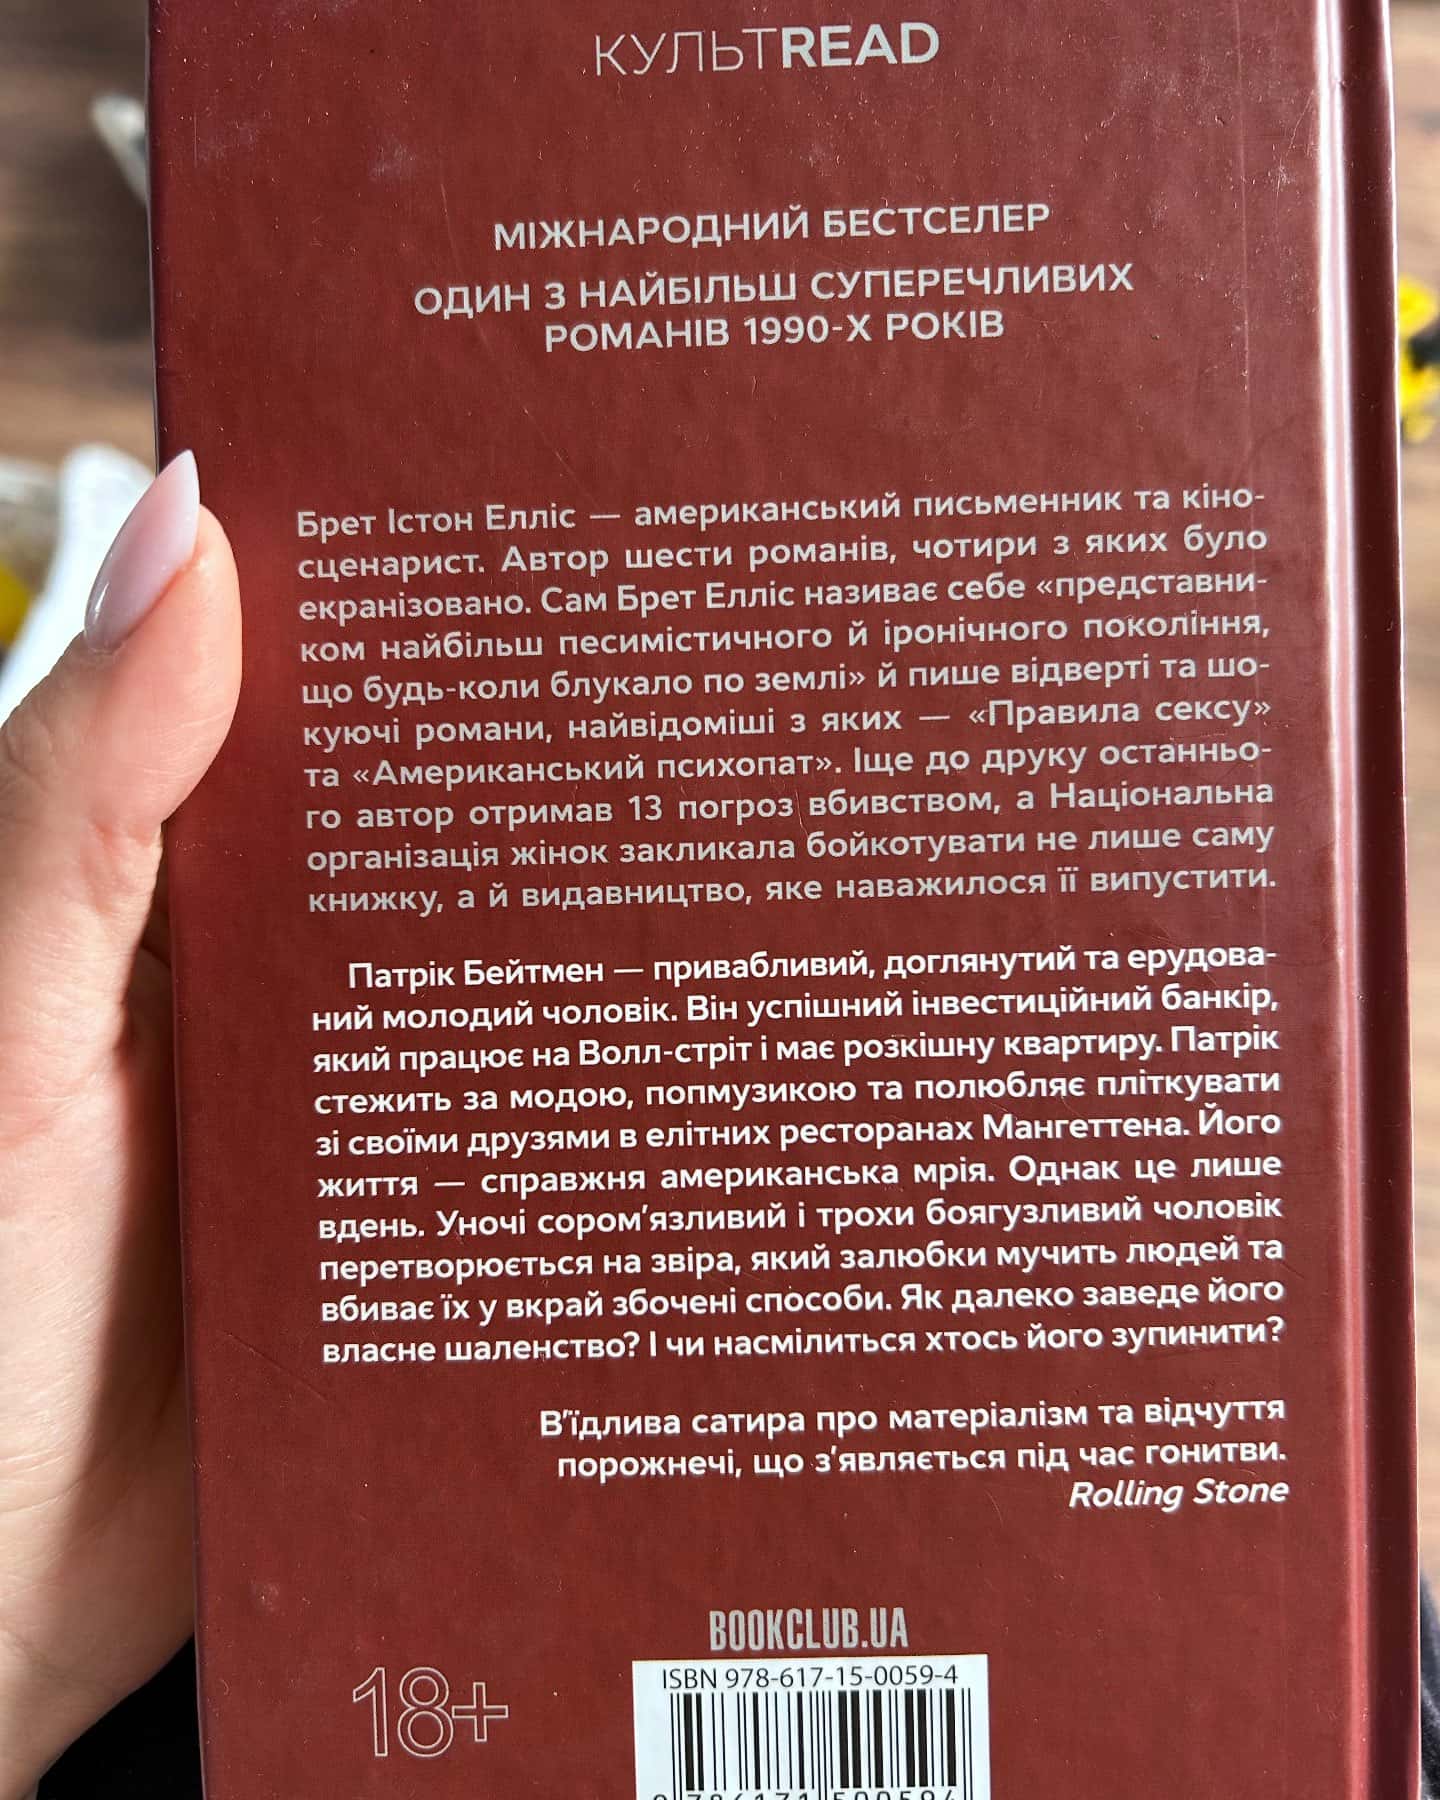 КУЛЬТREAD
МІЖНАРОДНИЙ БЕСТСЕЛЕР
ОДИН З НАЙБІЛЬШ СУПЕРЕЧЛИВИХ
РОМАНІВ 1990-Х РОКІВ
Брет Істон Елліс — американський письменник та кіно-
сценарист. Автор шести романів, чотири з яких було
екранізовано. Сам Брет Елліс називає себе «представни-
ком найбільш песимістичного й іронічного покоління,
що будь-коли блукало по землі» й пише відверті та шо-
куючі романи, найвідоміші з яких — «Правила сексу»
та «Американський психопат». Іще до друку останньо-
го автор отримав 13 погроз вбивством, а Національна
організація жінок закликала бойкотувати не лише саму
книжку, а й видавництво, яке наважилося її випустити.
Патрік Бейтмен — привабливий, доглянутий та ерудова-
ний молодий чоловік. Він успішний інвестиційний банкір,
який працює на Волл-стріт і має розкішну квартиру. Патрік
стежить за модою, попмузикою та полюбляє пліткувати
зі своїми друзями в елітних ресторанах Мангеттена. Його
життя — справжня американська мрія. Однак це лише
вдень. Уночі сором’язливий і трохи боягузливий чоловік
перетворюється на звіра, який залюбки мучить людей та
вбиває їх у вкрай збочені способи. Як далеко заведе його
власне шаленство? І чи насмілиться хтось його зупинити?
В’їдлива сатира про матеріалізм та відчуття
порожнечі, що з’являється під час гонитви.
Rolling Stone
BOOKCLUB.UA
18+
ISBN 978-617-15-0059-4
9 786171 500594